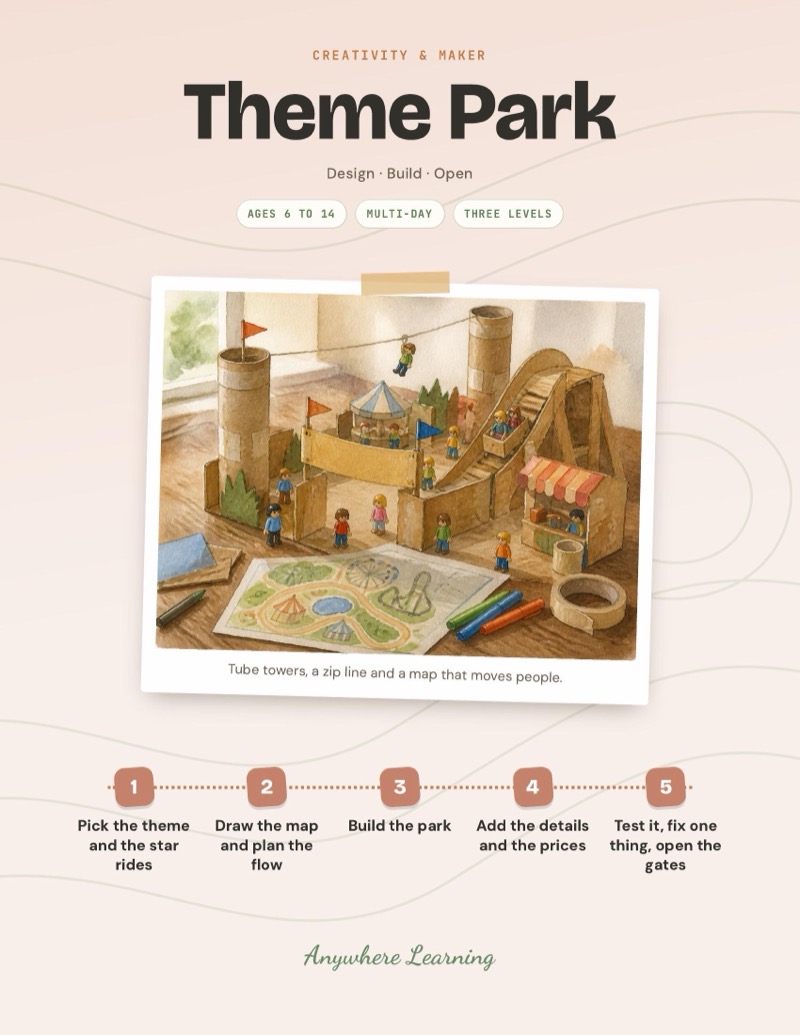 CREATIVITY & MAKER
Theme Park
Design · Build · Open
AGES 6 TO 14
MULTI-DAY
THREE LEVELS
Tube towers, a zip line and a map that moves people.
1
Pick the theme
and the star
rides
2
Draw the map
and plan the
flow
3
Build the park
4
Add the details
and the prices
5
Test it, fix one
thing, open the
gates
Anywhere Learning